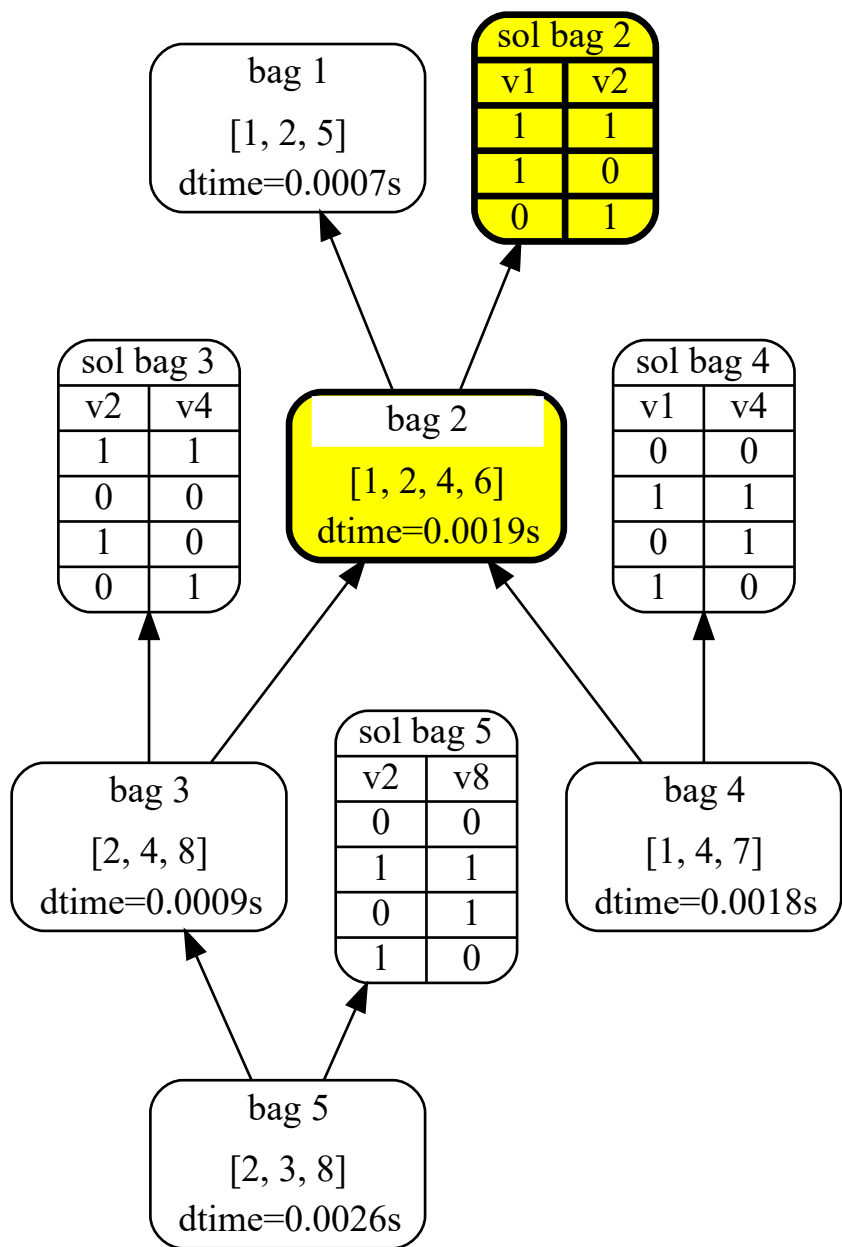 bag 1
[1, 2, 5]
dtime=0.0007s
sol bag 2
v1 v2
1 1
1 0
0 1
sol bag 3
v2 v4
1 1
0 0
1 0
0 1
bag 2
[1, 2, 4, 6]
dtime=0.0019s
sol bag 4
v1 v4
0 0
1 1
0 1
1 0
bag 3
[2, 4, 8]
dtime=0.0009s
sol bag 5
v2 v8
0 0
1 1
0 1
1 0
bag 4
[1, 4, 7]
dtime=0.0018s
bag 5
[2, 3, 8]
dtime=0.0026s